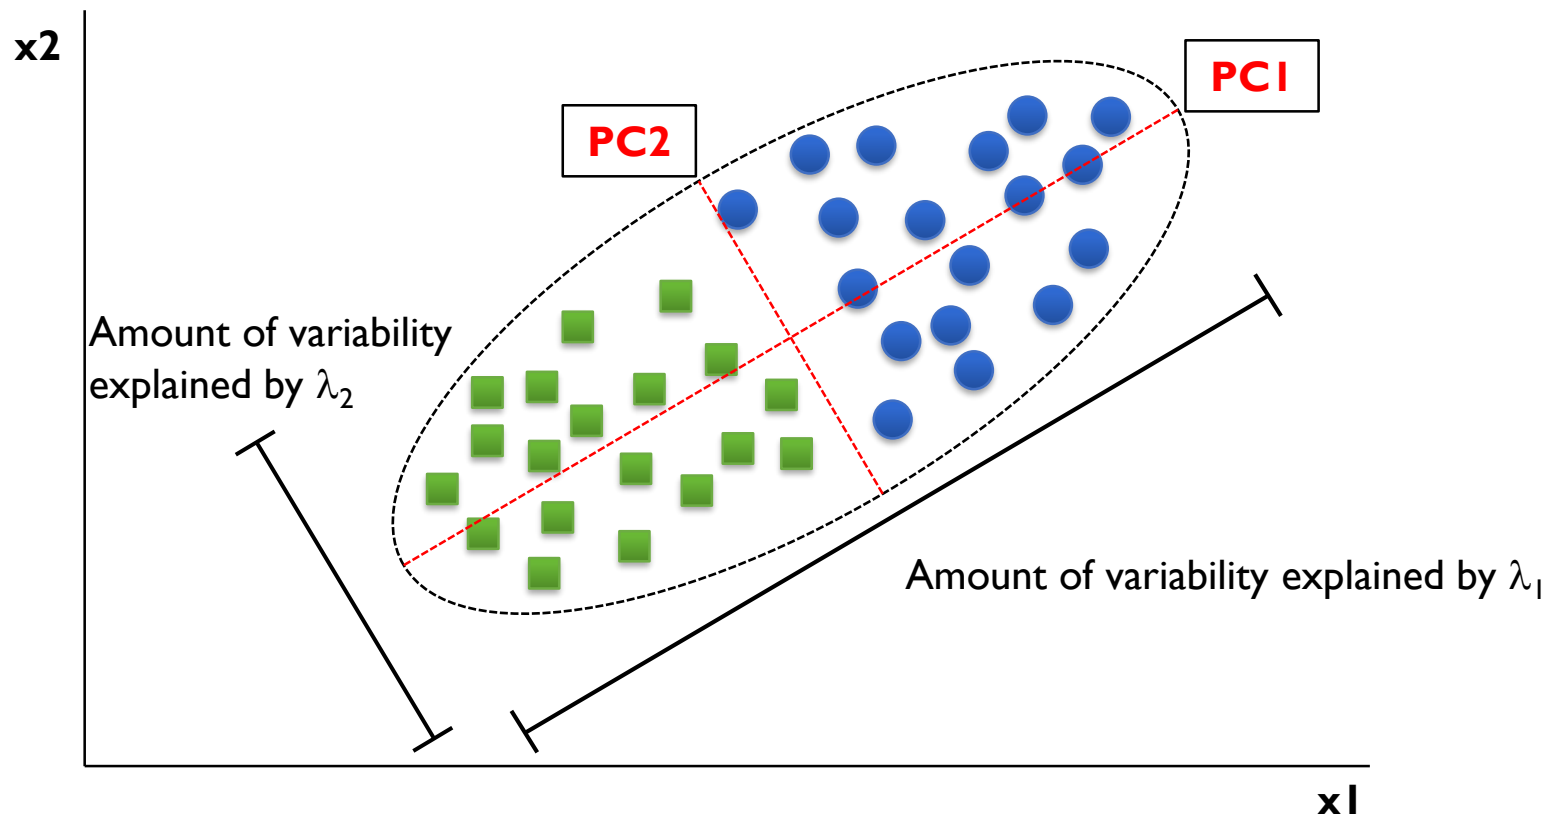 x2
PC1
PC2
Amount of variability
explained by λ₂
Amount of variability explained by λ₁
x1